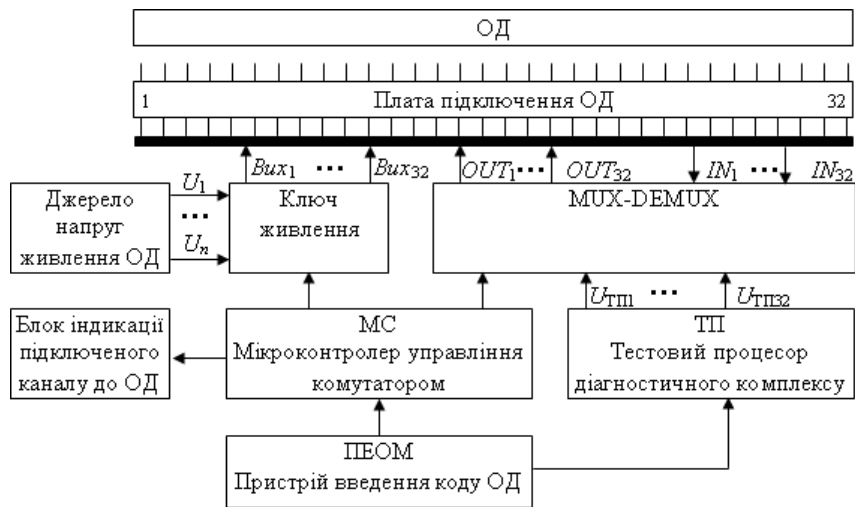 ОД
1 Плата підключення ОД 32
Вих1 ... Вих32 OUT1 ... OUT32 IN1 ... IN32
Джерело
напруг
живлення ОД
U1
...
Un
Ключ
живлення
MUX-DEMUX
UТП1 ... UТП32
Блок індикації
підключеного
каналу до ОД
МС
Мікроконтролер управління
комутатором
ТП
Тестовий процесор
діагностичного комплексу
ПЕОМ
Пристрій введення коду ОД